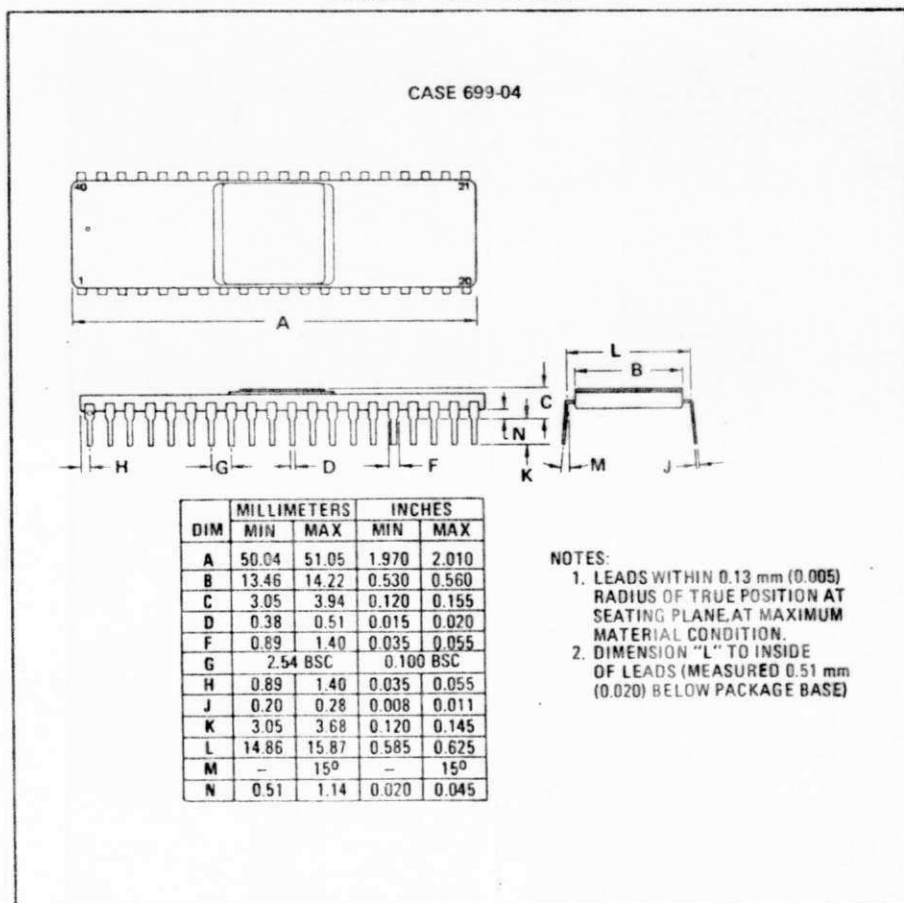 CASE 699-04
40 21
1 20
A
L
B
C
N
H G D F K M J
MILLIMETERS INCHES
DIM MIN MAX MIN MAX
A 50.04 51.05 1.970 2.010
B 13.46 14.22 0.530 0.560
C 3.05 3.94 0.120 0.155
D 0.38 0.51 0.015 0.020
F 0.89 1.40 0.035 0.055
G 2.54 BSC 0.100 BSC
H 0.89 1.40 0.035 0.055
J 0.20 0.28 0.008 0.011
K 3.05 3.68 0.120 0.145
L 14.86 15.87 0.585 0.625
M – 15º – 15º
N 0.51 1.14 0.020 0.045
NOTES:
1. LEADS WITHIN 0.13 mm (0.005)
RADIUS OF TRUE POSITION AT
SEATING PLANE,AT MAXIMUM
MATERIAL CONDITION.
2. DIMENSION "L" TO INSIDE
OF LEADS (MEASURED 0.51 mm
(0.020) BELOW PACKAGE BASE)